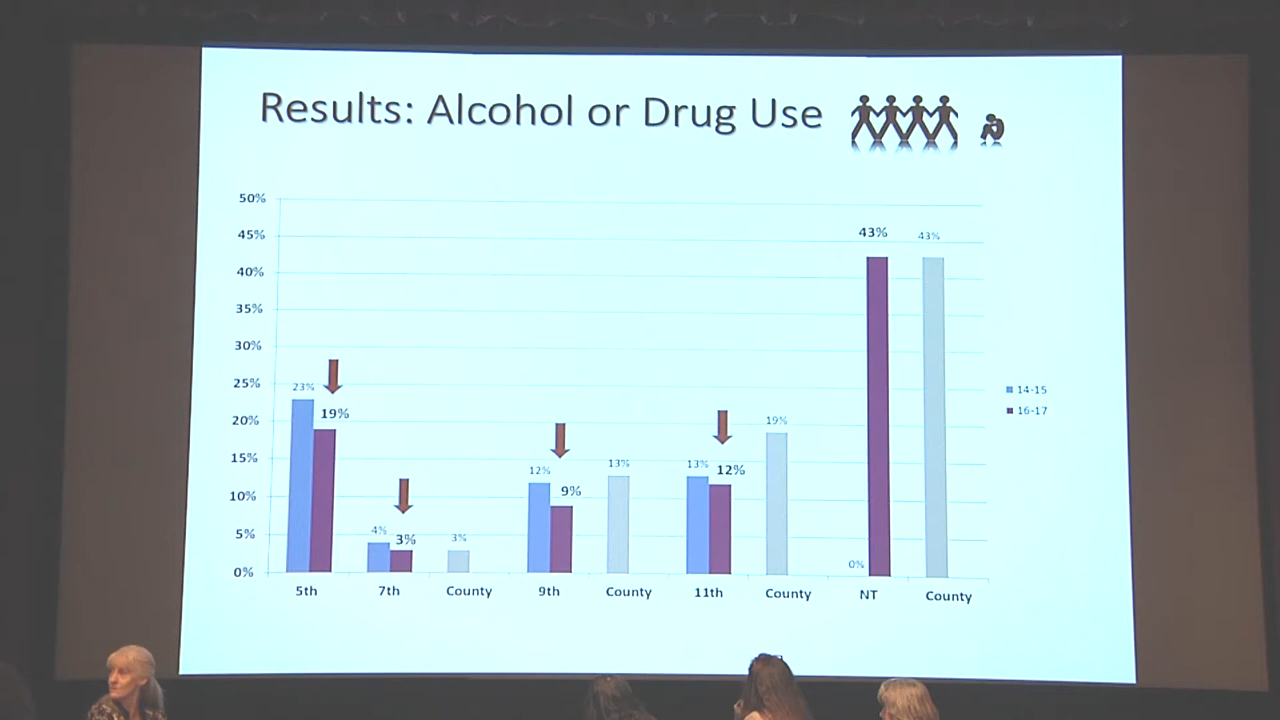 Results: Alcohol or Drug Use
50%
45%
40%
35%
30%
25%
20%
15%
10%
5%
0%
23%
19%
4%
3%
3%
12%
9%
13%
13%
12%
19%
0%
43%
43%
5th
7th
County
9th
County
11th
County
NT
County
14-15
16-17